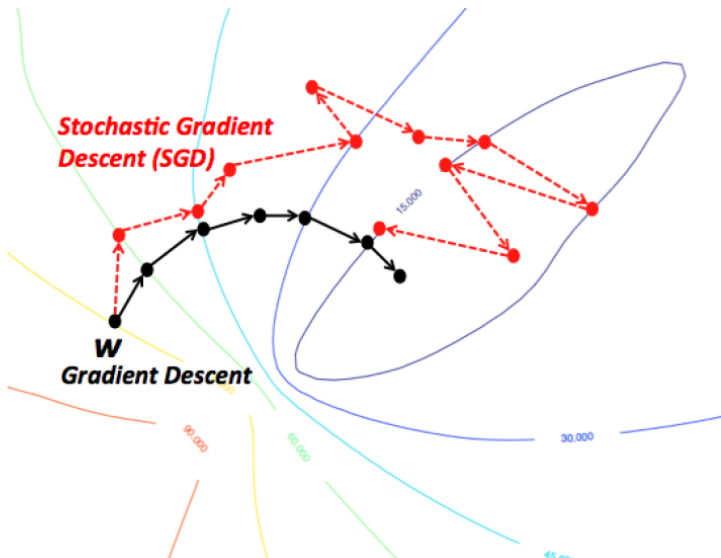 Stochastic Gradient
Descent (SGD)
15.000
W
Gradient Descent
90.000
60.000
30.000